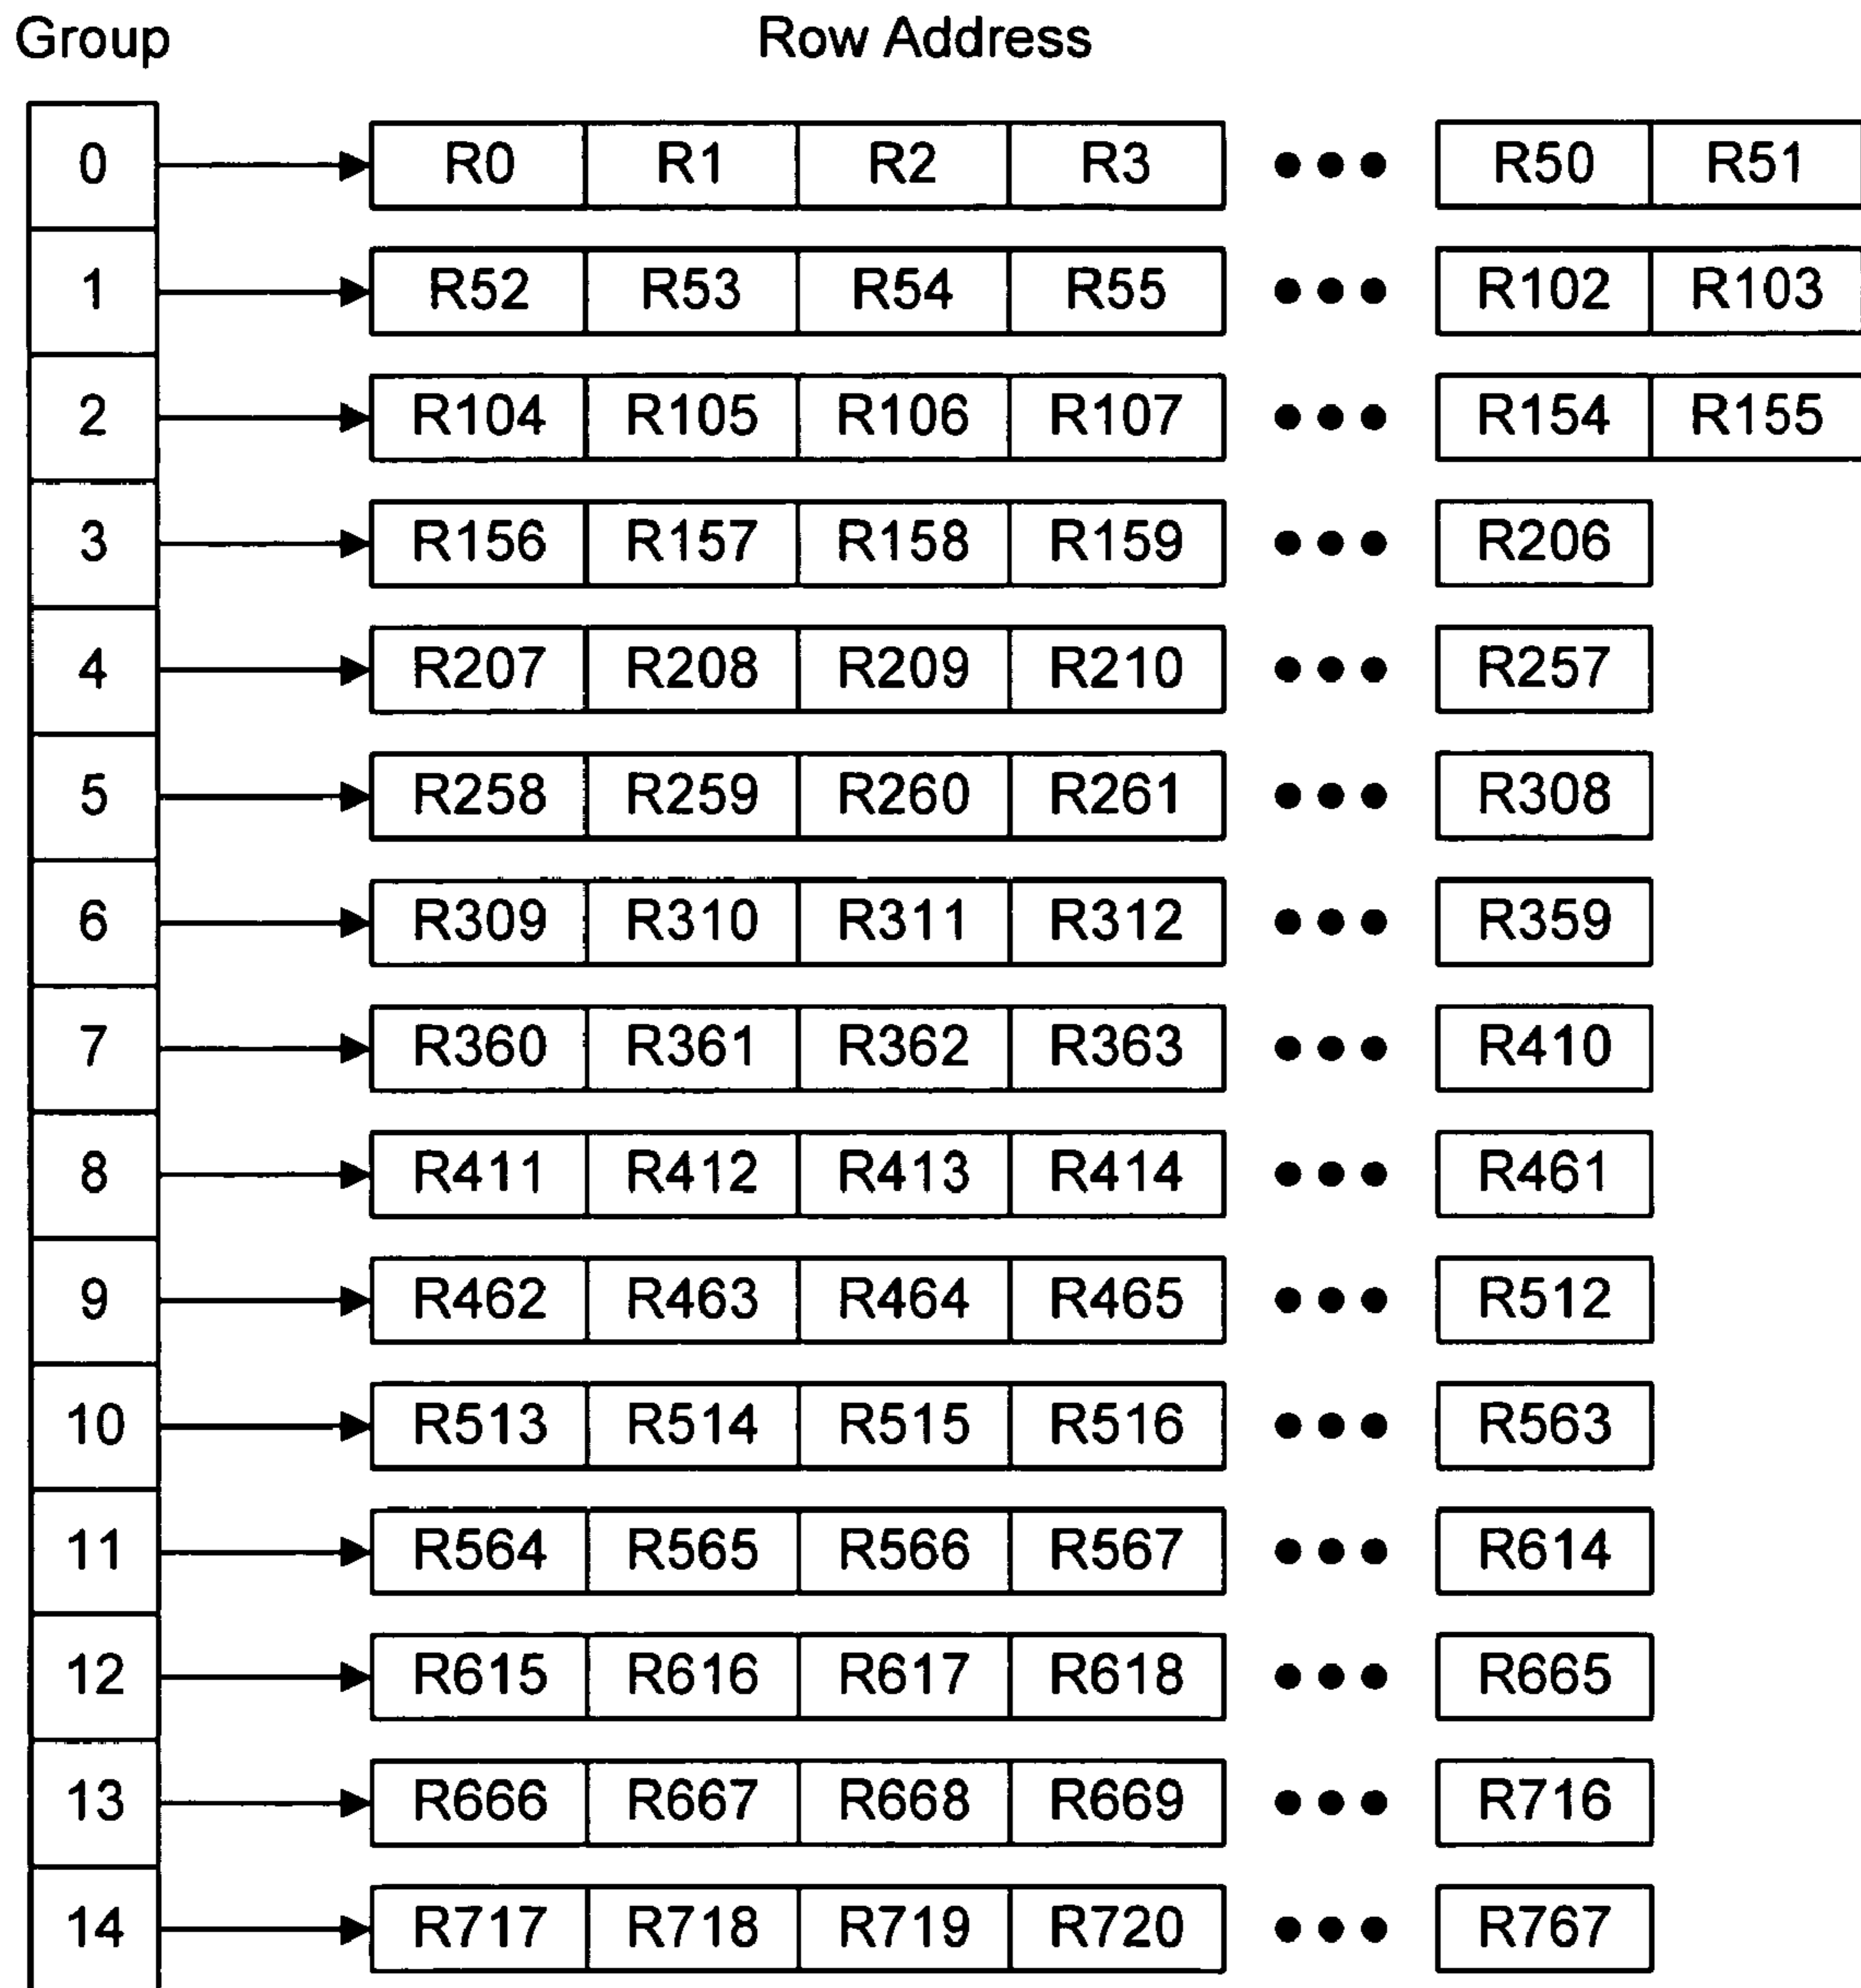 Group Row Address
0 R0 R1 R2 R3 ●●● R50 R51
1 R52 R53 R54 R55 ●●● R102 R103
2 R104 R105 R106 R107 ●●● R154 R155
3 R156 R157 R158 R159 ●●● R206
4 R207 R208 R209 R210 ●●● R257
5 R258 R259 R260 R261 ●●● R308
6 R309 R310 R311 R312 ●●● R359
7 R360 R361 R362 R363 ●●● R410
8 R411 R412 R413 R414 ●●● R461
9 R462 R463 R464 R465 ●●● R512
10 R513 R514 R515 R516 ●●● R563
11 R564 R565 R566 R567 ●●● R614
12 R615 R616 R617 R618 ●●● R665
13 R666 R667 R668 R669 ●●● R716
14 R717 R718 R719 R720 ●●● R767